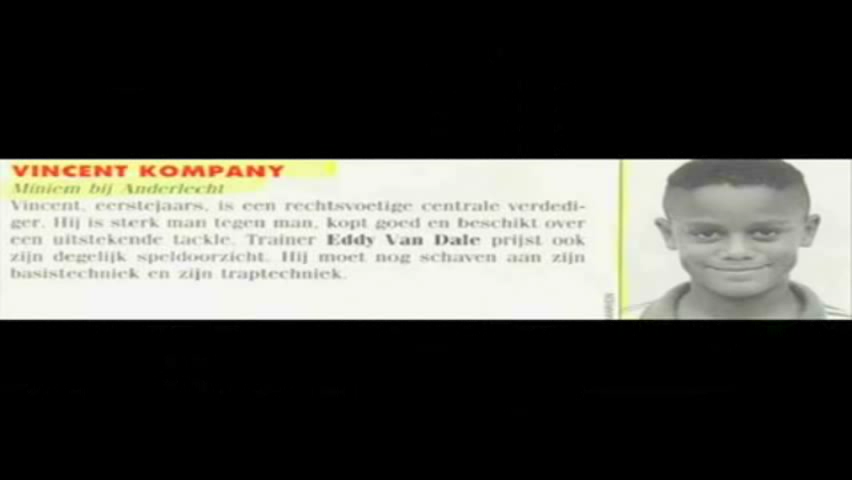 VINCENT KOMPANY
Miniem bij Anderlecht
Vincent, eerstejaars, is een rechtsvoetige centrale verdedi-
ger. Hij is sterk man tegen man, kopt goed en beschikt over
een uitstekende tackle. Trainer Eddy Van Dale prijst ook
zijn degelijk speldoorzicht. Hij moet nog schaven aan zijn
basistechniek en zijn traptechniek.